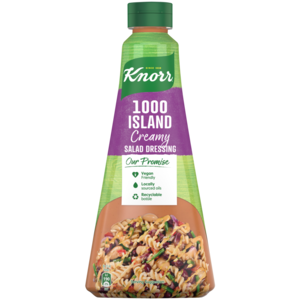 Knorr
1000
ISLAND
Creamy
SALAD DRESSING
Our Promise
Vegan
Friendly
Locally
sourced oils
Recyclable
bottle